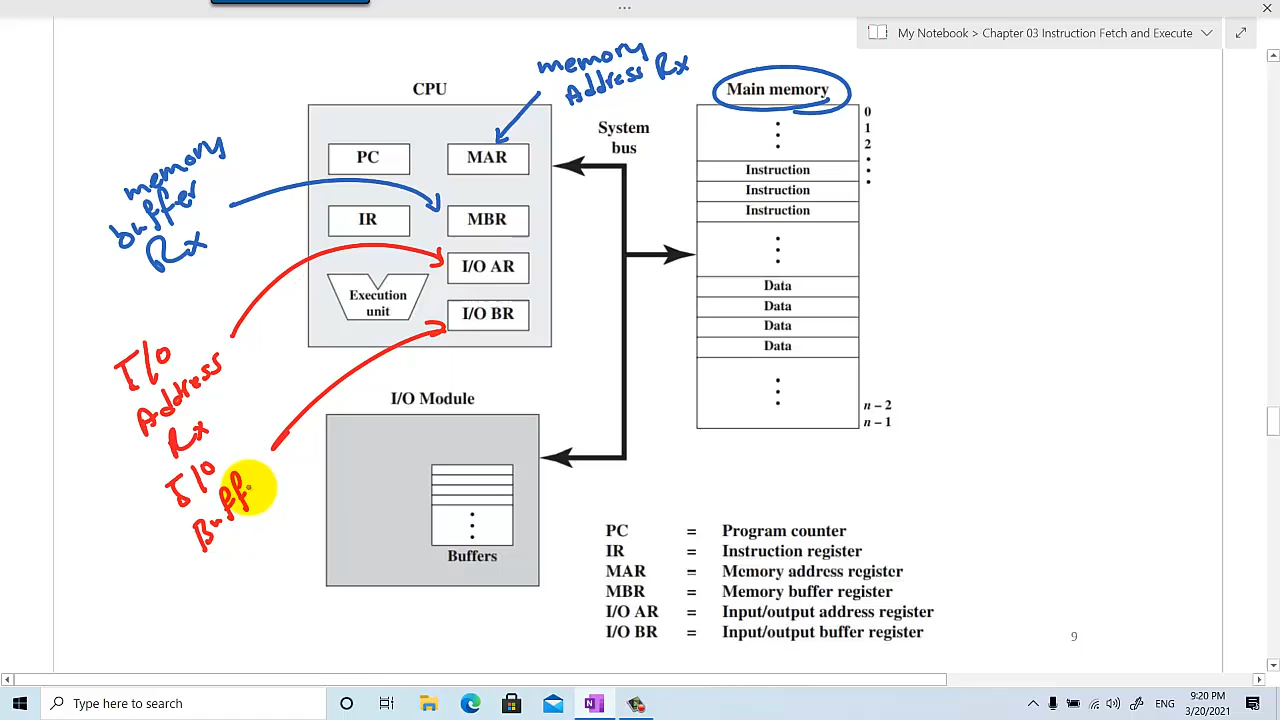 ...
My Notebook > Chapter 03 Instruction Fetch and Execute
memory
Address Rx
CPU
Main memory
System
bus
PC
MAR
IR
MBR
I/O AR
Execution
unit
I/O BR
0
1
2
Instruction
Instruction
Instruction
Data
Data
Data
Data
n – 2
n – 1
memory
buffer
Rx
I/O
Address
Rx
I/O
Buff
I/O Module
Buffers
PC = Program counter
IR = Instruction register
MAR = Memory address register
MBR = Memory buffer register
I/O AR = Input/output address register
I/O BR = Input/output buffer register
9
Type here to search
ENG
9:20 PM
3/20/2021